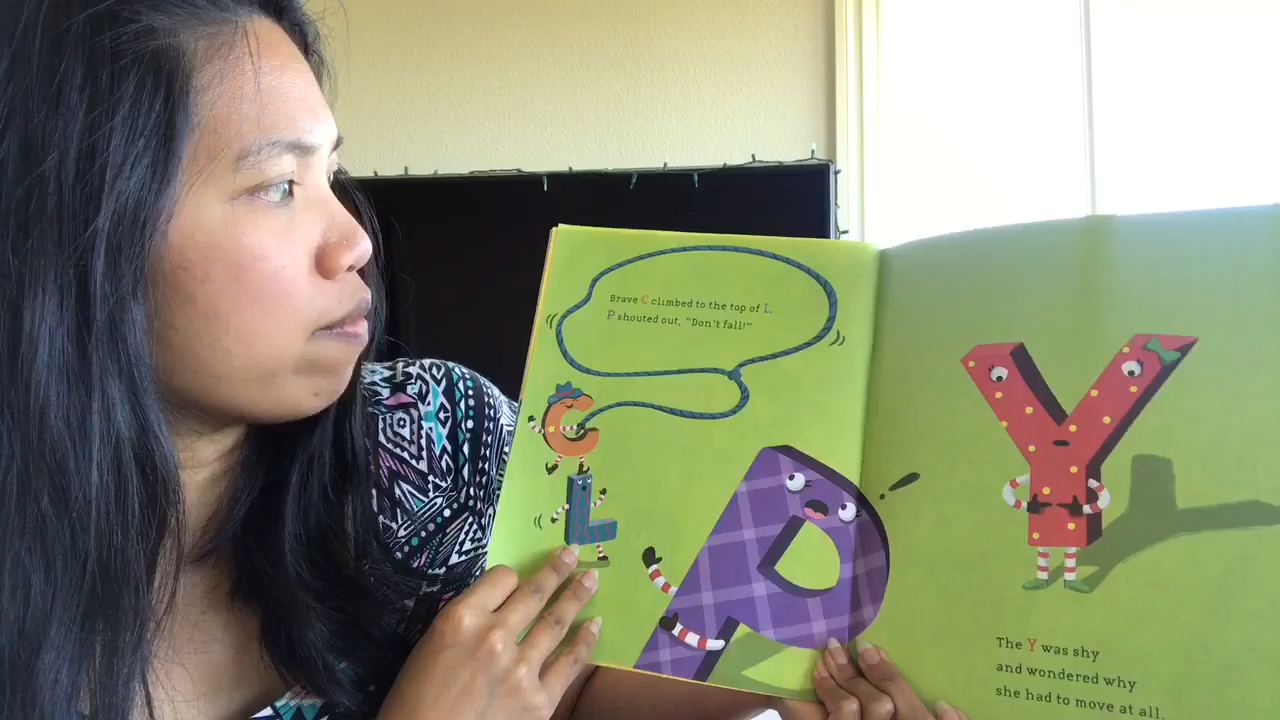 Brave C climbed to the top of L.
P shouted out, "Don't fall!"
The Y was shy
and wondered why
she had to move at all.